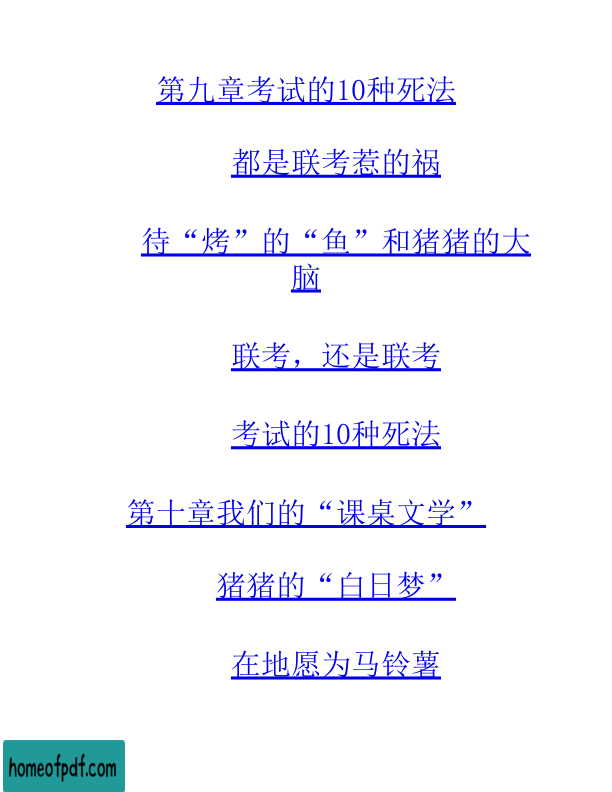 第九章考试的10种死法
都是联考惹的祸
待“烤”的“鱼”和猪猪的大
脑
联考，还是联考
考试的10种死法
第十章我们的“课桌文学”
猪猪的“白日梦”
在地愿为马铃薯
homeofpdf.com